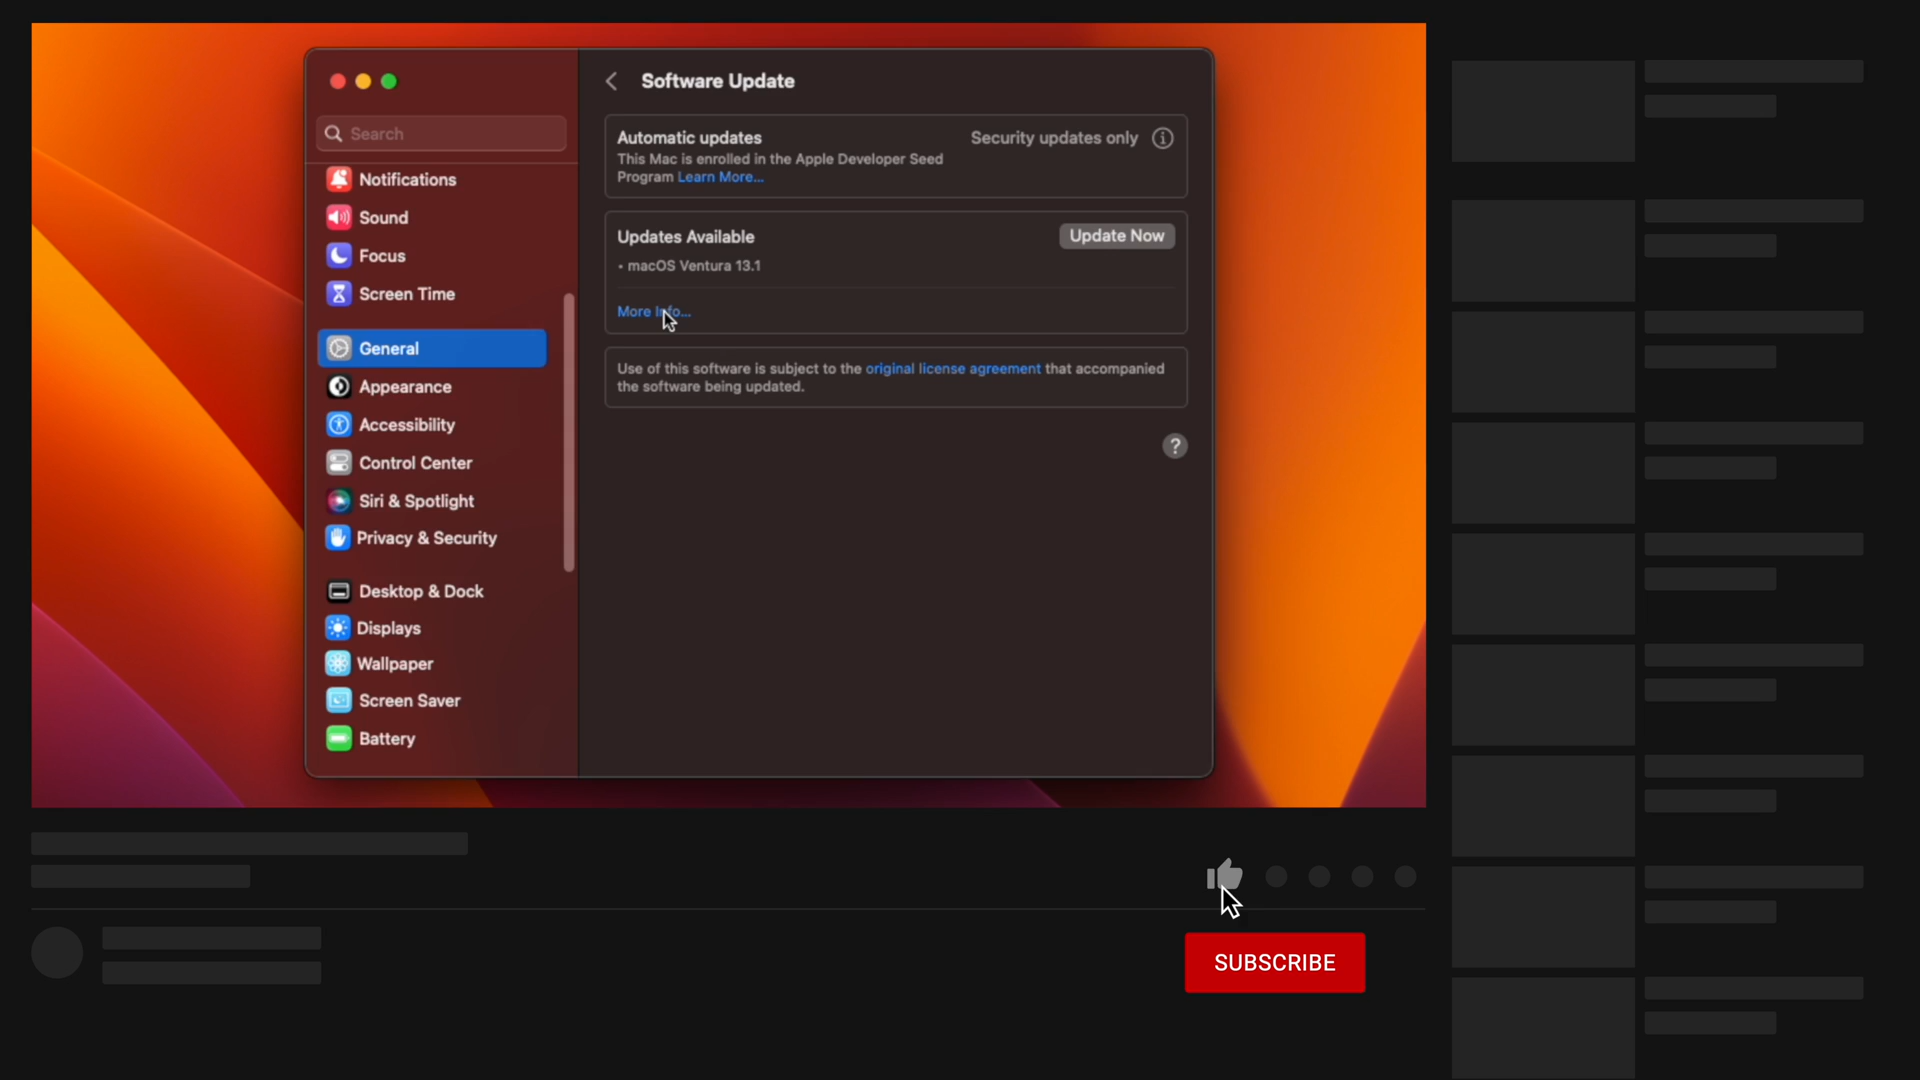 Search
Notifications
Sound
Focus
Screen Time
General
Appearance
Accessibility
Control Center
Siri & Spotlight
Privacy & Security
Desktop & Dock
Displays
Wallpaper
Screen Saver
Battery
Software Update
Automatic updates
Security updates only
This Mac is enrolled in the Apple Developer Seed
Program Learn More...
Updates Available
Update Now
• macOS Ventura 13.1
More Info...
Use of this software is subject to the original license agreement that accompanied
the software being updated.
?
SUBSCRIBE